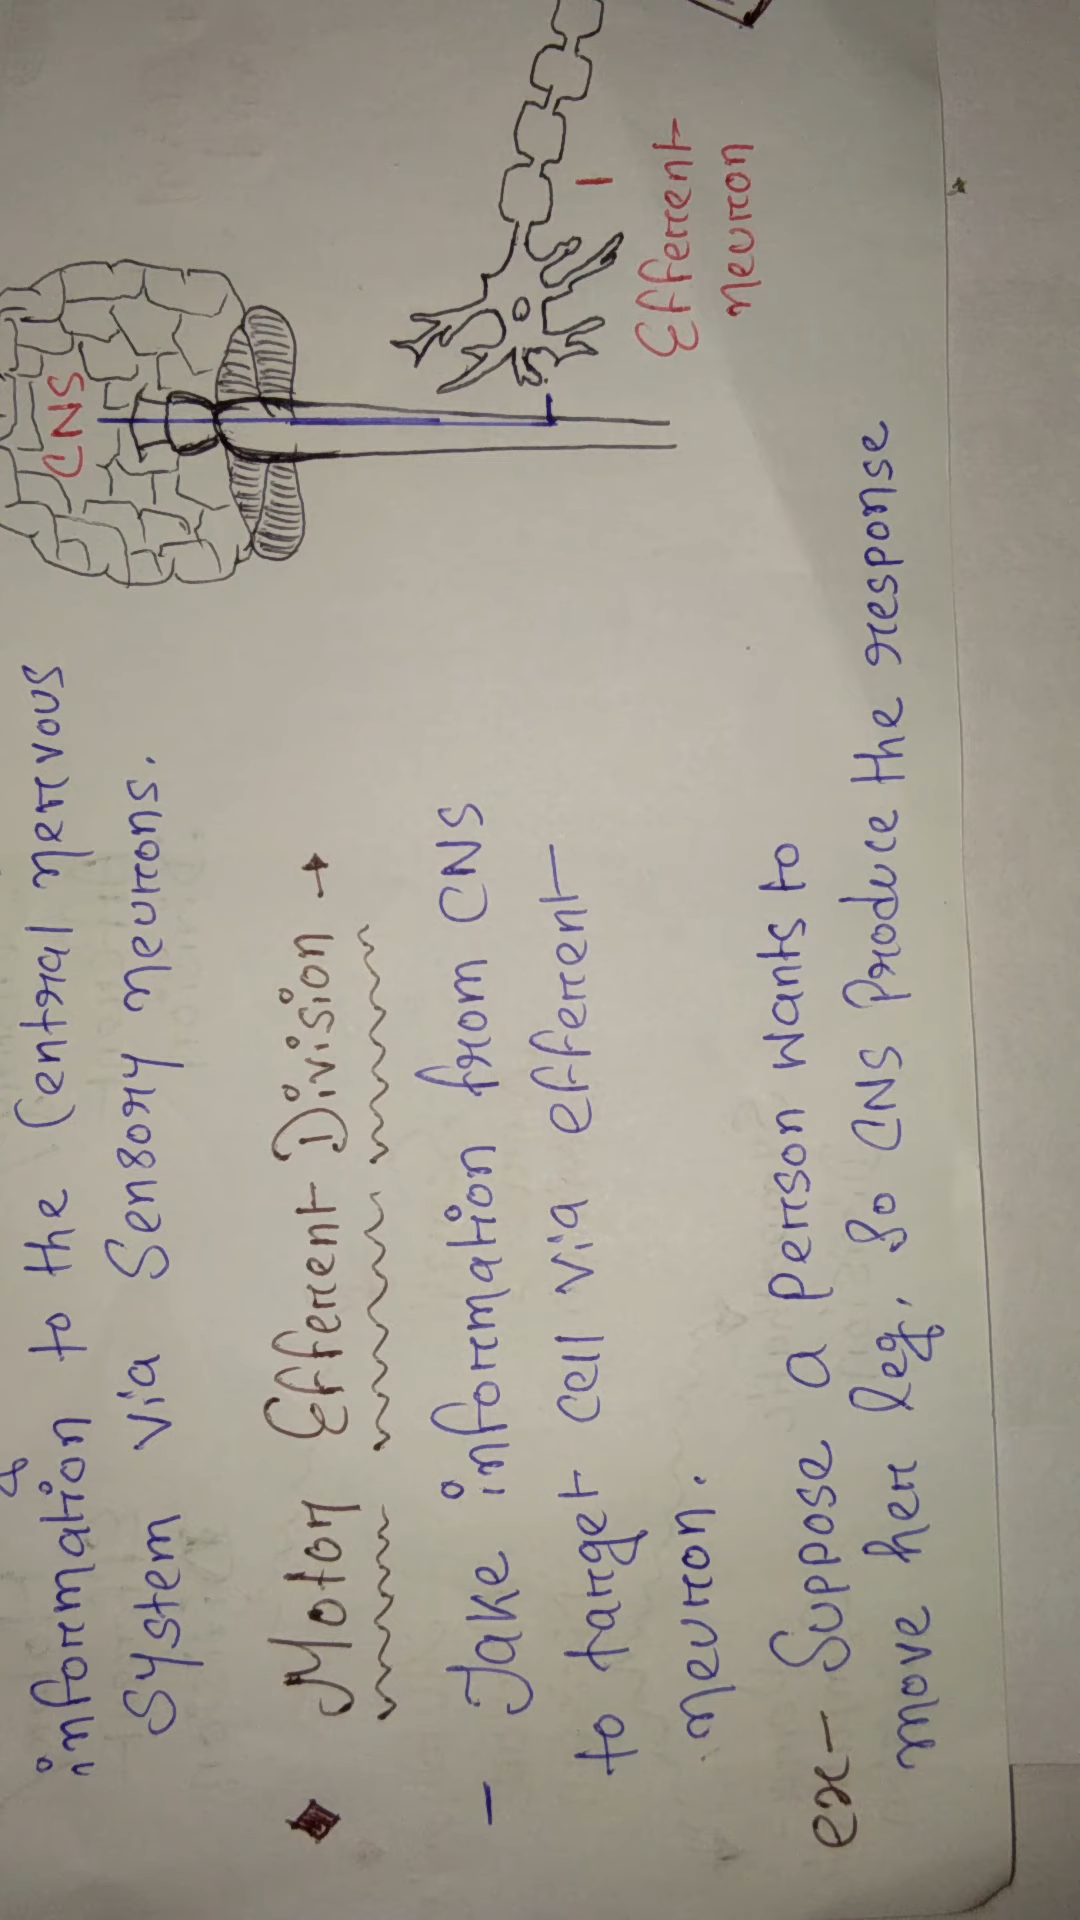 information to the Central nervous
System via Sensory neurons.
Motor Efferent Division →
- Take information from CNS
to target cell via efferent
neuron.
ex- Suppose a person wants to
move her leg, So CNS Produce the response
CNS
Efferent
neuron